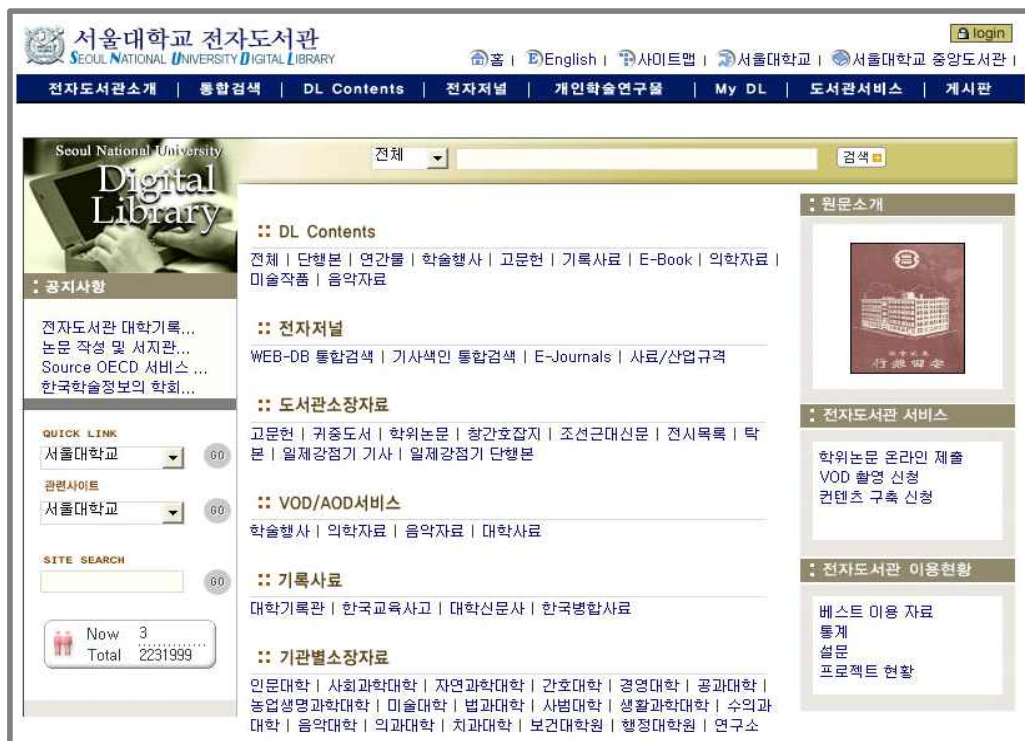 서울대학교 전자도서관
SEOUL NATIONAL UNIVERSITY DIGITAL LIBRARY
login
홈 | English | 사이트맵 | 서울대학교 | 서울대학교 중앙도서관 |
전자도서관소개 | 통합검색 | DL Contents | 전자저널 | 개인학술연구물 | My DL | 도서관서비스 | 게시판
Seoul National University
Digital
Library
전체
검색
공지사항
전자도서관 대학기록...
논문 작성 및 서지관...
Source OECD 서비스 ...
한국학술정보의 학회...
QUICK LINK
서울대학교
GO
관련사이트
서울대학교
GO
SITE SEARCH
GO
Now 3
Total 2231999
:: DL Contents
전체 | 단행본 | 연간물 | 학술행사 | 고문헌 | 기록사료 | E-Book | 의학자료 |
미술작품 | 음악자료
:: 전자저널
WEB-DB 통합검색 | 기사색인 통합검색 | E-Journals | 사료/산업규격
:: 도서관소장자료
고문헌 | 귀중도서 | 학위논문 | 창간호잡지 | 조선근대신문 | 전시목록 | 탁
본 | 일제강점기 기사 | 일제강점기 단행본
:: VOD/AOD서비스
학술행사 | 의학자료 | 음악자료 | 대학사료
:: 기록사료
대학기록관 | 한국교육사고 | 대학신문사 | 한국병합사료
:: 기관별소장자료
인문대학 | 사회과학대학 | 자연과학대학 | 간호대학 | 경영대학 | 공과대학 |
농업생명과학대학 | 미술대학 | 법과대학 | 사범대학 | 생활과학대학 | 수의과
대학 | 음악대학 | 의과대학 | 치과대학 | 보건대학원 | 행정대학원 | 연구소
원문소개
전자도서관 서비스
학위논문 온라인 제출
VOD 촬영 신청
컨텐츠 구축 신청
전자도서관 이용현황
베스트 이용 자료
통계
설문
프로젝트 현황